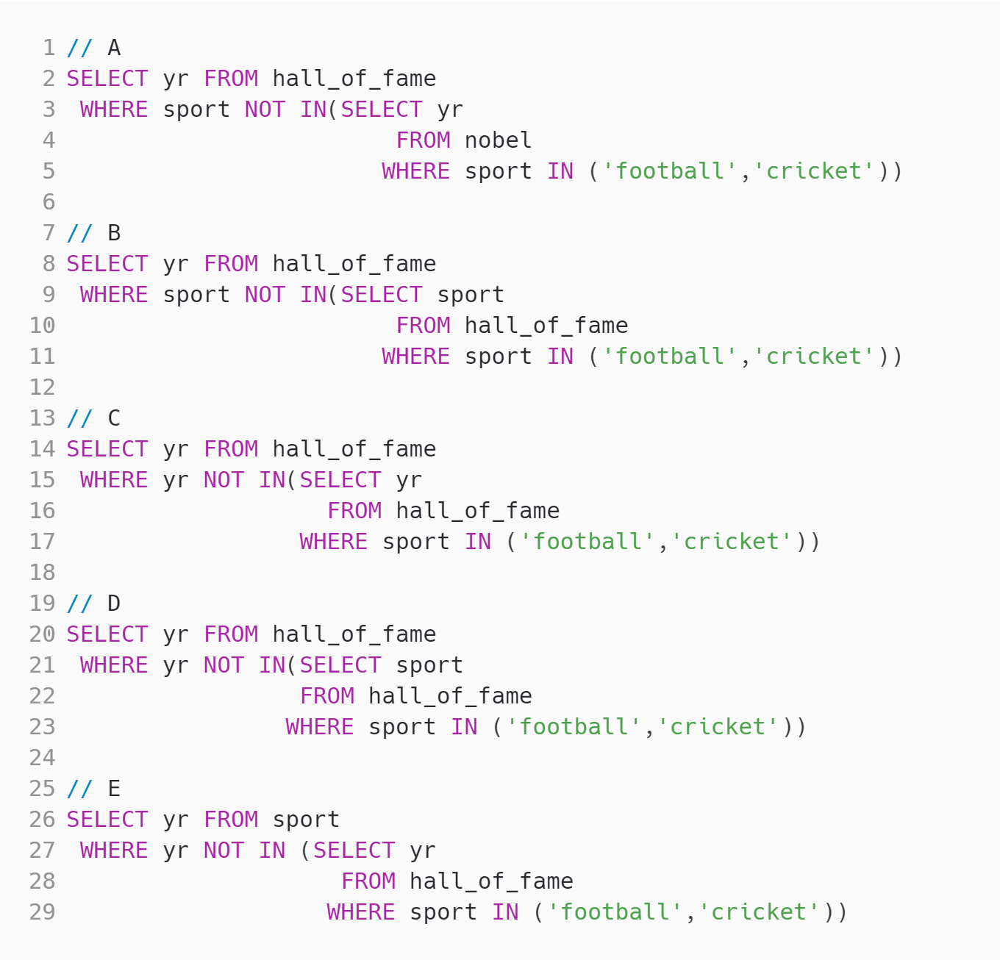 1 // A
2 SELECT yr FROM hall_of_fame
3  WHERE sport NOT IN(SELECT yr
4                         FROM nobel
5                        WHERE sport IN ('football','cricket'))
6
7 // B
8 SELECT yr FROM hall_of_fame
9  WHERE sport NOT IN(SELECT sport
10                         FROM hall_of_fame
11                        WHERE sport IN ('football','cricket'))
12
13 // C
14 SELECT yr FROM hall_of_fame
15  WHERE yr NOT IN(SELECT yr
16                    FROM hall_of_fame
17                  WHERE sport IN ('football','cricket'))
18
19 // D
20 SELECT yr FROM hall_of_fame
21  WHERE yr NOT IN(SELECT sport
22                  FROM hall_of_fame
23                 WHERE sport IN ('football','cricket'))
24
25 // E
26 SELECT yr FROM sport
27  WHERE yr NOT IN (SELECT yr
28                     FROM hall_of_fame
29                    WHERE sport IN ('football','cricket'))